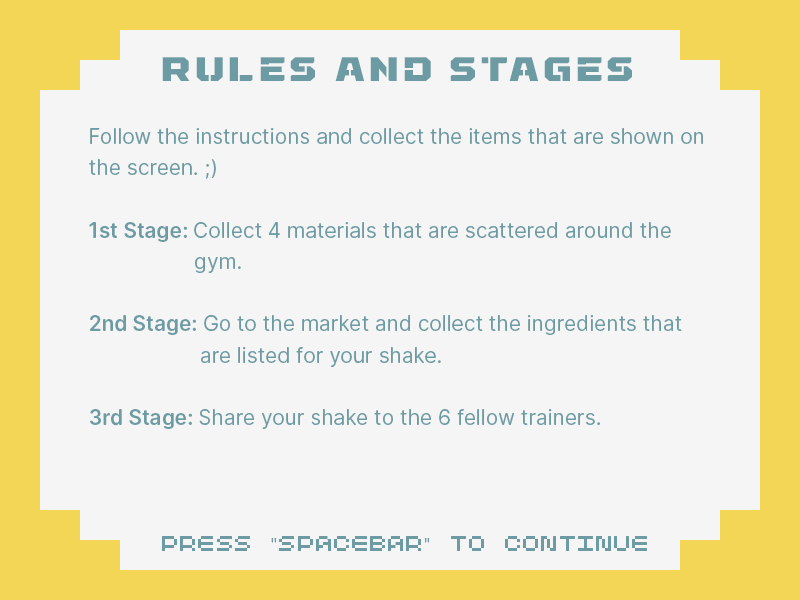 RULES AND STAGES
Follow the instructions and collect the items that are shown on
the screen. ;)
1st Stage: Collect 4 materials that are scattered around the
gym.
2nd Stage: Go to the market and collect the ingredients that
are listed for your shake.
3rd Stage: Share your shake to the 6 fellow trainers.
PRESS "SPACEBAR" TO CONTINUE